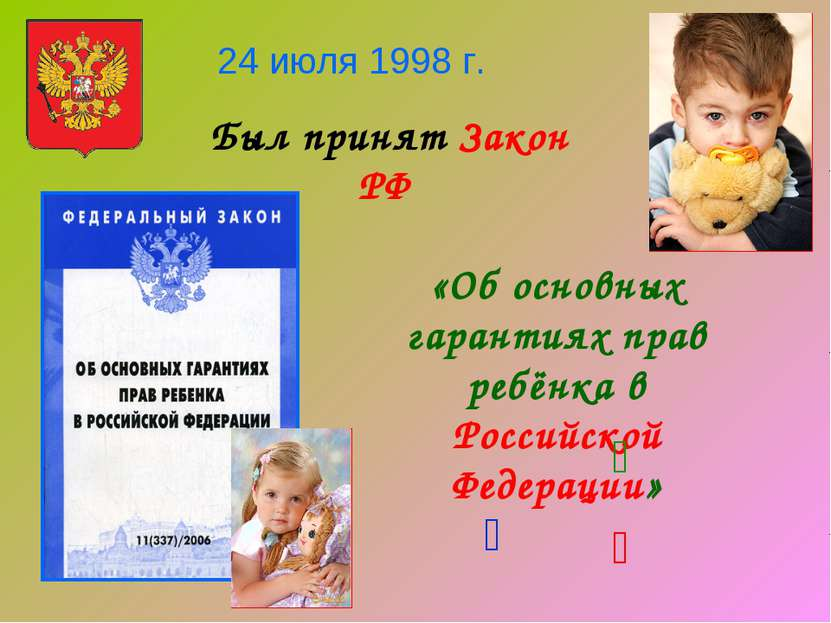 24 июля 1998 г.
Был принят Закон
РФ
ФЕДЕРАЛЬНЫЙ ЗАКОН
ОБ ОСНОВНЫХ ГАРАНТИЯХ
ПРАВ РЕБЕНКА
В РОССИЙСКОЙ ФЕДЕРАЦИИ
11(337)/2006
«Об основных
гарантиях прав
ребёнка в
Российской
Федерации»